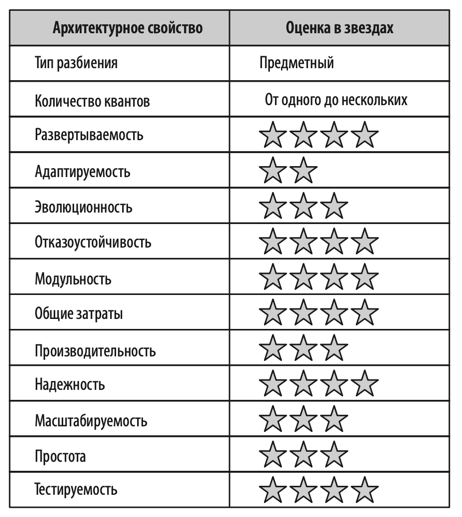 Архитектурное свойство Оценка в звездах
Тип разбиения Предметный
Количество квантов От одного до нескольких
Развертываемость
Адаптируемость
Эволюционность
Отказоустойчивость
Модульность
Общие затраты
Производительность
Надежность
Масштабируемость
Простота
Тестируемость